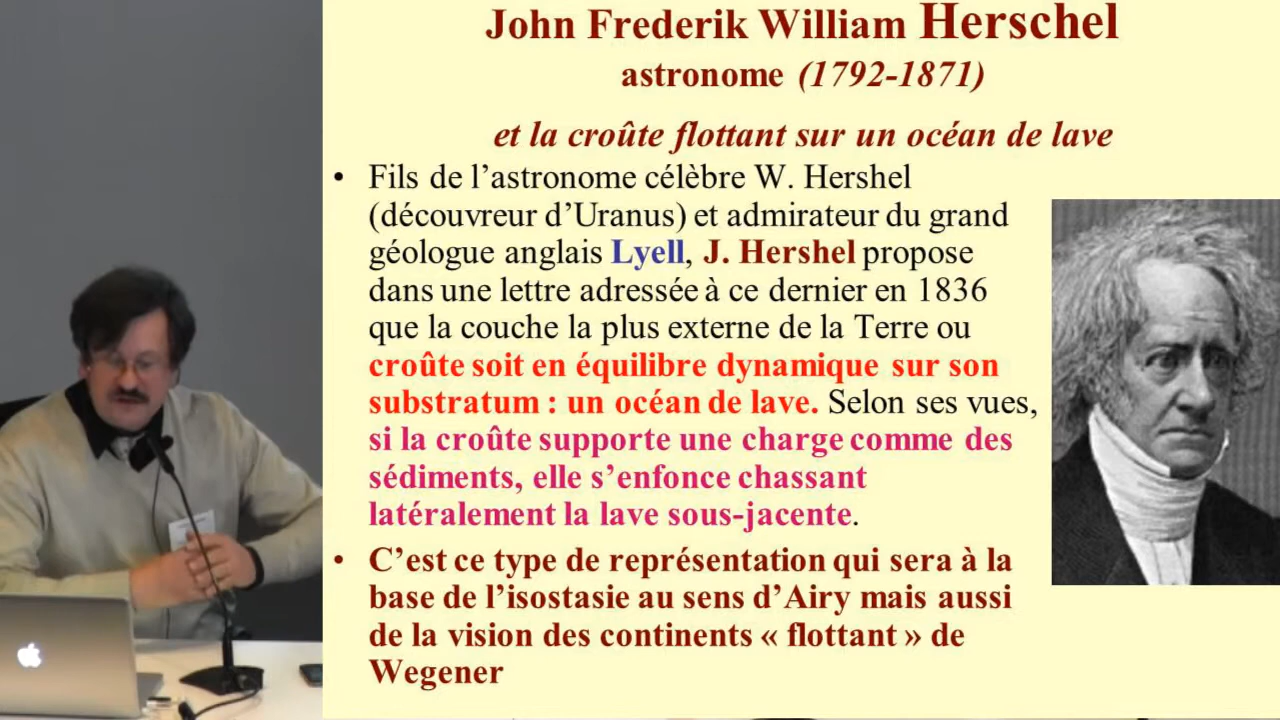 John Frederik William Herschel
astronome (1792-1871)
et la croûte flottant sur un océan de lave
• Fils de l’astronome célèbre W. Hershel
(découvreur d’Uranus) et admirateur du grand
géologue anglais Lyell, J. Hershel propose
dans une lettre adressée à ce dernier en 1836
que la couche la plus externe de la Terre ou
croûte soit en équilibre dynamique sur son
substratum : un océan de lave. Selon ses vues,
si la croûte supporte une charge comme des
sédiments, elle s’enfonce chassant
latéralement la lave sous-jacente.
• C’est ce type de représentation qui sera à la
base de l’isostasie au sens d’Airy mais aussi
de la vision des continents « flottant » de
Wegener